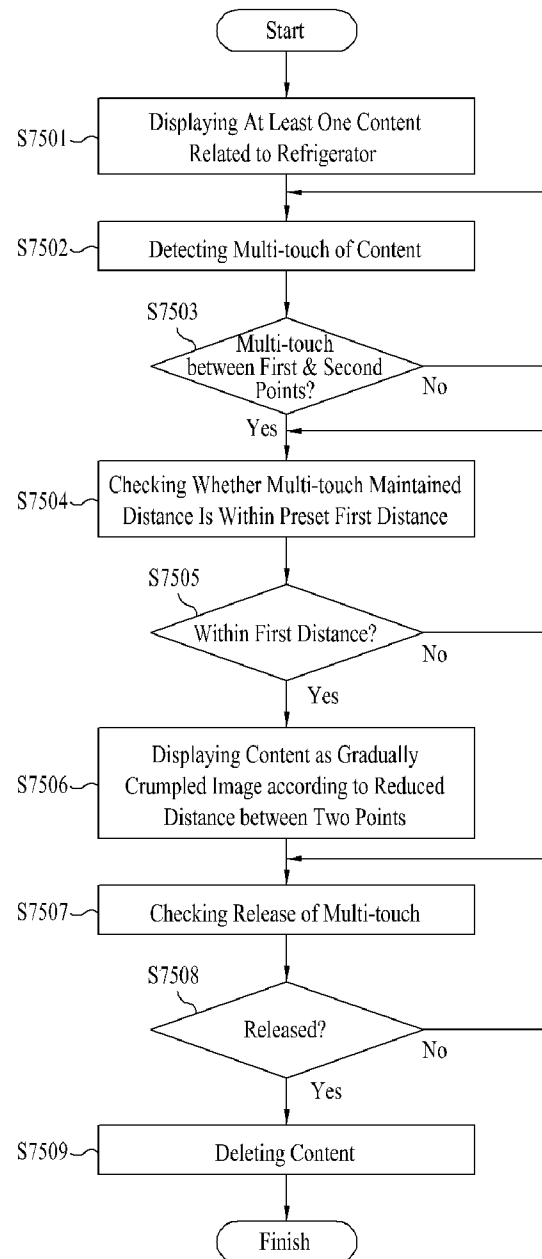 Start
S7501
Displaying At Least One Content
Related to Refrigerator
S7502
Detecting Multi-touch of Content
S7503
Multi-touch
between First & Second
Points?
No
Yes
S7504
Checking Whether Multi-touch Maintained
Distance Is Within Preset First Distance
S7505
Within First Distance?
No
Yes
S7506
Displaying Content as Gradually
Crumpled Image according to Reduced
Distance between Two Points
S7507
Checking Release of Multi-touch
S7508
Released?
No
Yes
S7509
Deleting Content
Finish